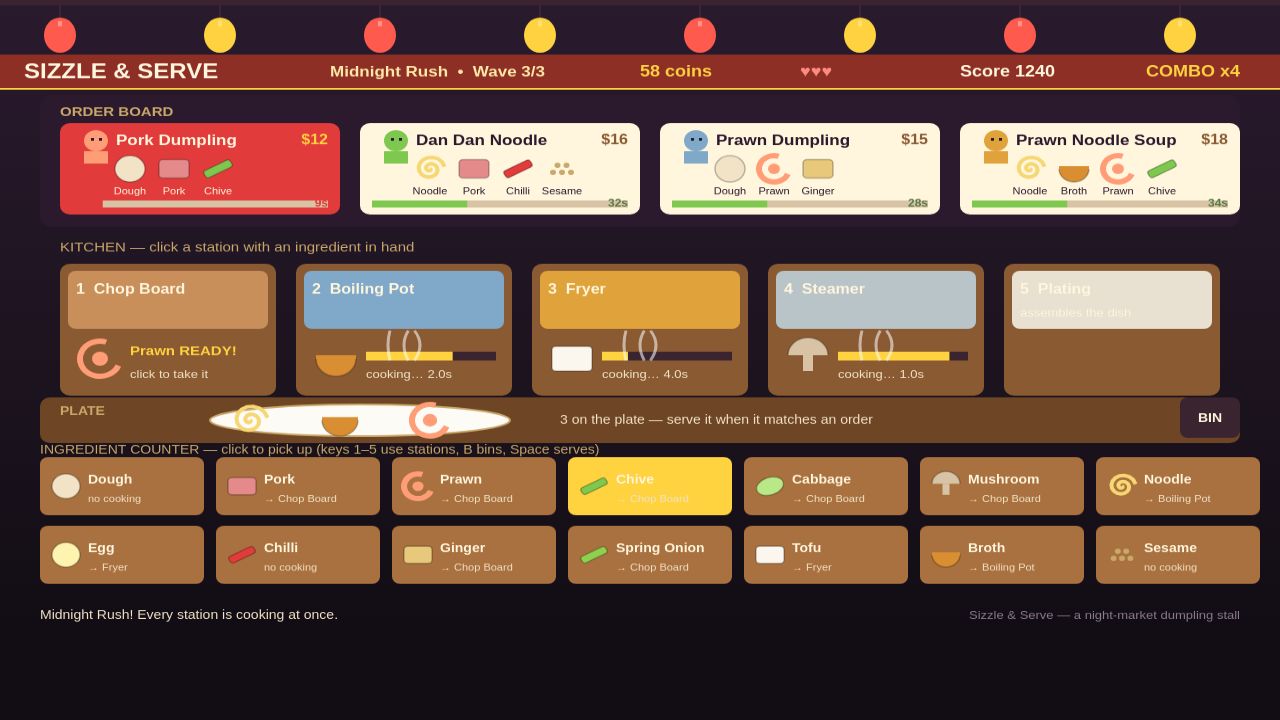 SIZZLE & SERVE
Midnight Rush • Wave 3/3
58 coins
♥♥♥
Score 1240
COMBO x4
ORDER BOARD
Pork Dumpling $12
Dough Pork Chive
9s
Dan Dan Noodle $16
Noodle Pork Chilli Sesame
32s
Prawn Dumpling $15
Dough Prawn Ginger
28s
Prawn Noodle Soup $18
Noodle Broth Prawn Chive
34s
KITCHEN — click a station with an ingredient in hand
1 Chop Board
Prawn READY!
click to take it
2 Boiling Pot
cooking… 2.0s
3 Fryer
cooking… 4.0s
4 Steamer
cooking… 1.0s
5 Plating
assembles the dish
PLATE
3 on the plate — serve it when it matches an order
BIN
INGREDIENT COUNTER — click to pick up (keys 1–5 use stations, B bins, Space serves)
Dough
no cooking
Pork
→ Chop Board
Prawn
→ Chop Board
Chive
→ Chop Board
Cabbage
→ Chop Board
Mushroom
→ Chop Board
Noodle
→ Boiling Pot
Egg
→ Fryer
Chilli
no cooking
Ginger
→ Chop Board
Spring Onion
→ Chop Board
Tofu
→ Fryer
Broth
→ Boiling Pot
Sesame
no cooking
Midnight Rush! Every station is cooking at once.
Sizzle & Serve — a night-market dumpling stall